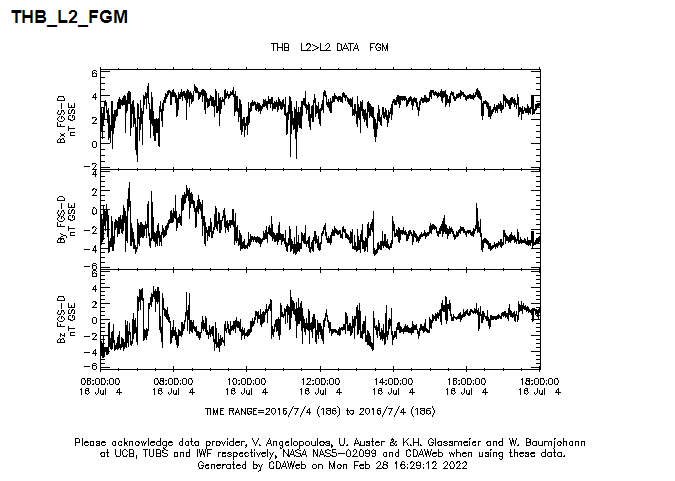 THB_L2_FGM
THB L2>L2 DATA FGM
6
4
2
0
-2
Bx FGS-D
nT GSE
4
2
0
-2
-4
-6
By FGS-D
nT GSE
6
4
2
0
-2
-4
-6
Bz FGS-D
nT GSE
06:00:00 08:00:00 10:00:00 12:00:00 14:00:00 16:00:00 18:00:00
16 Jul 4 16 Jul 4 16 Jul 4 16 Jul 4 16 Jul 4 16 Jul 4 16 Jul 4
TIME RANGE=2016/7/4 (186) to 2016/7/4 (186)
Please acknowledge data provider, V. Angelopoulos, U. Auster & K.H. Glassmeier and W. Baumjohann
at UCB, TUBS and IWF respectively, NASA NAS5-02099 and CDAWeb when using these data.
Generated by CDAWeb on Mon Feb 28 16:29:12 2022